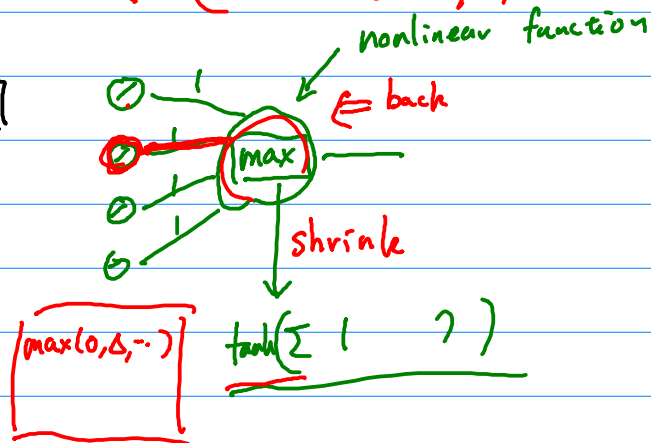 nonlinear function
1
⇐ back
1
max
1
1
shrink
max(0, Δ, ..)
tanh(Σ 1 ? )